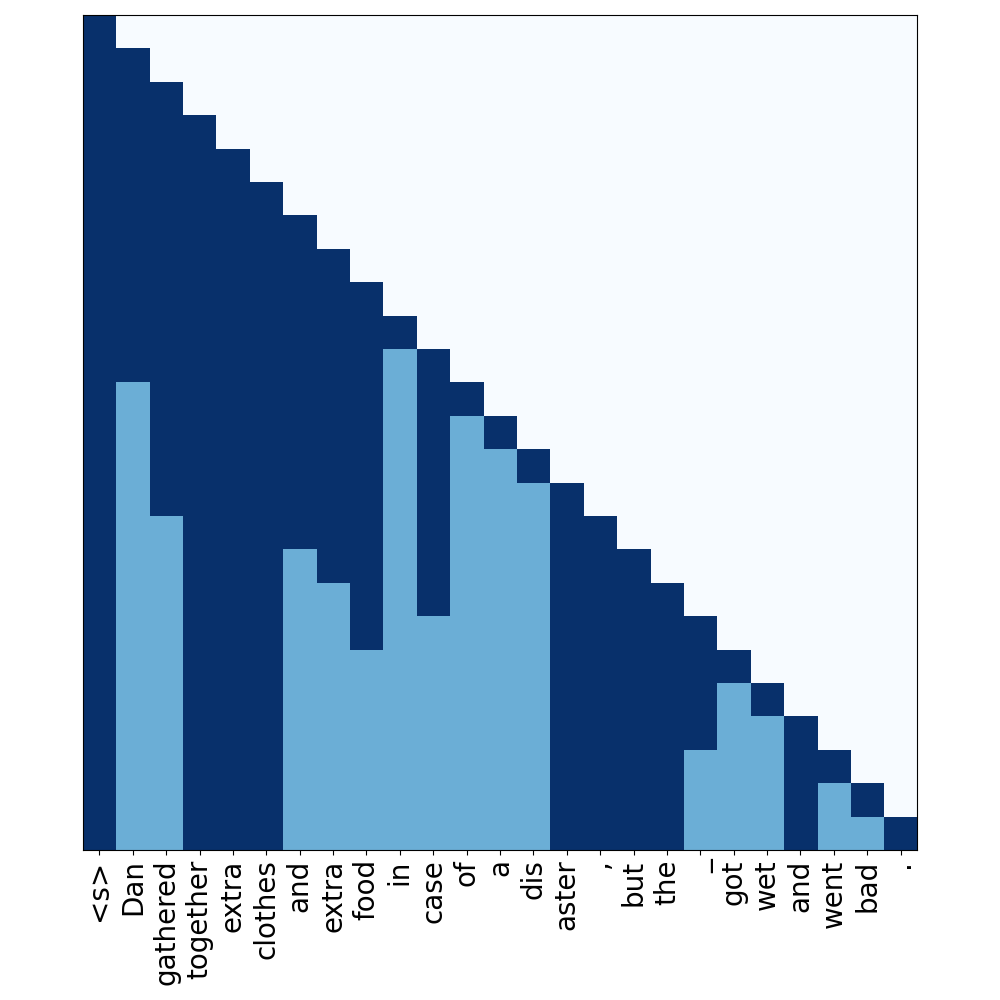 <s> Dan gathered together extra clothes and extra food in case of a dis aster , but the _ got wet and went bad .